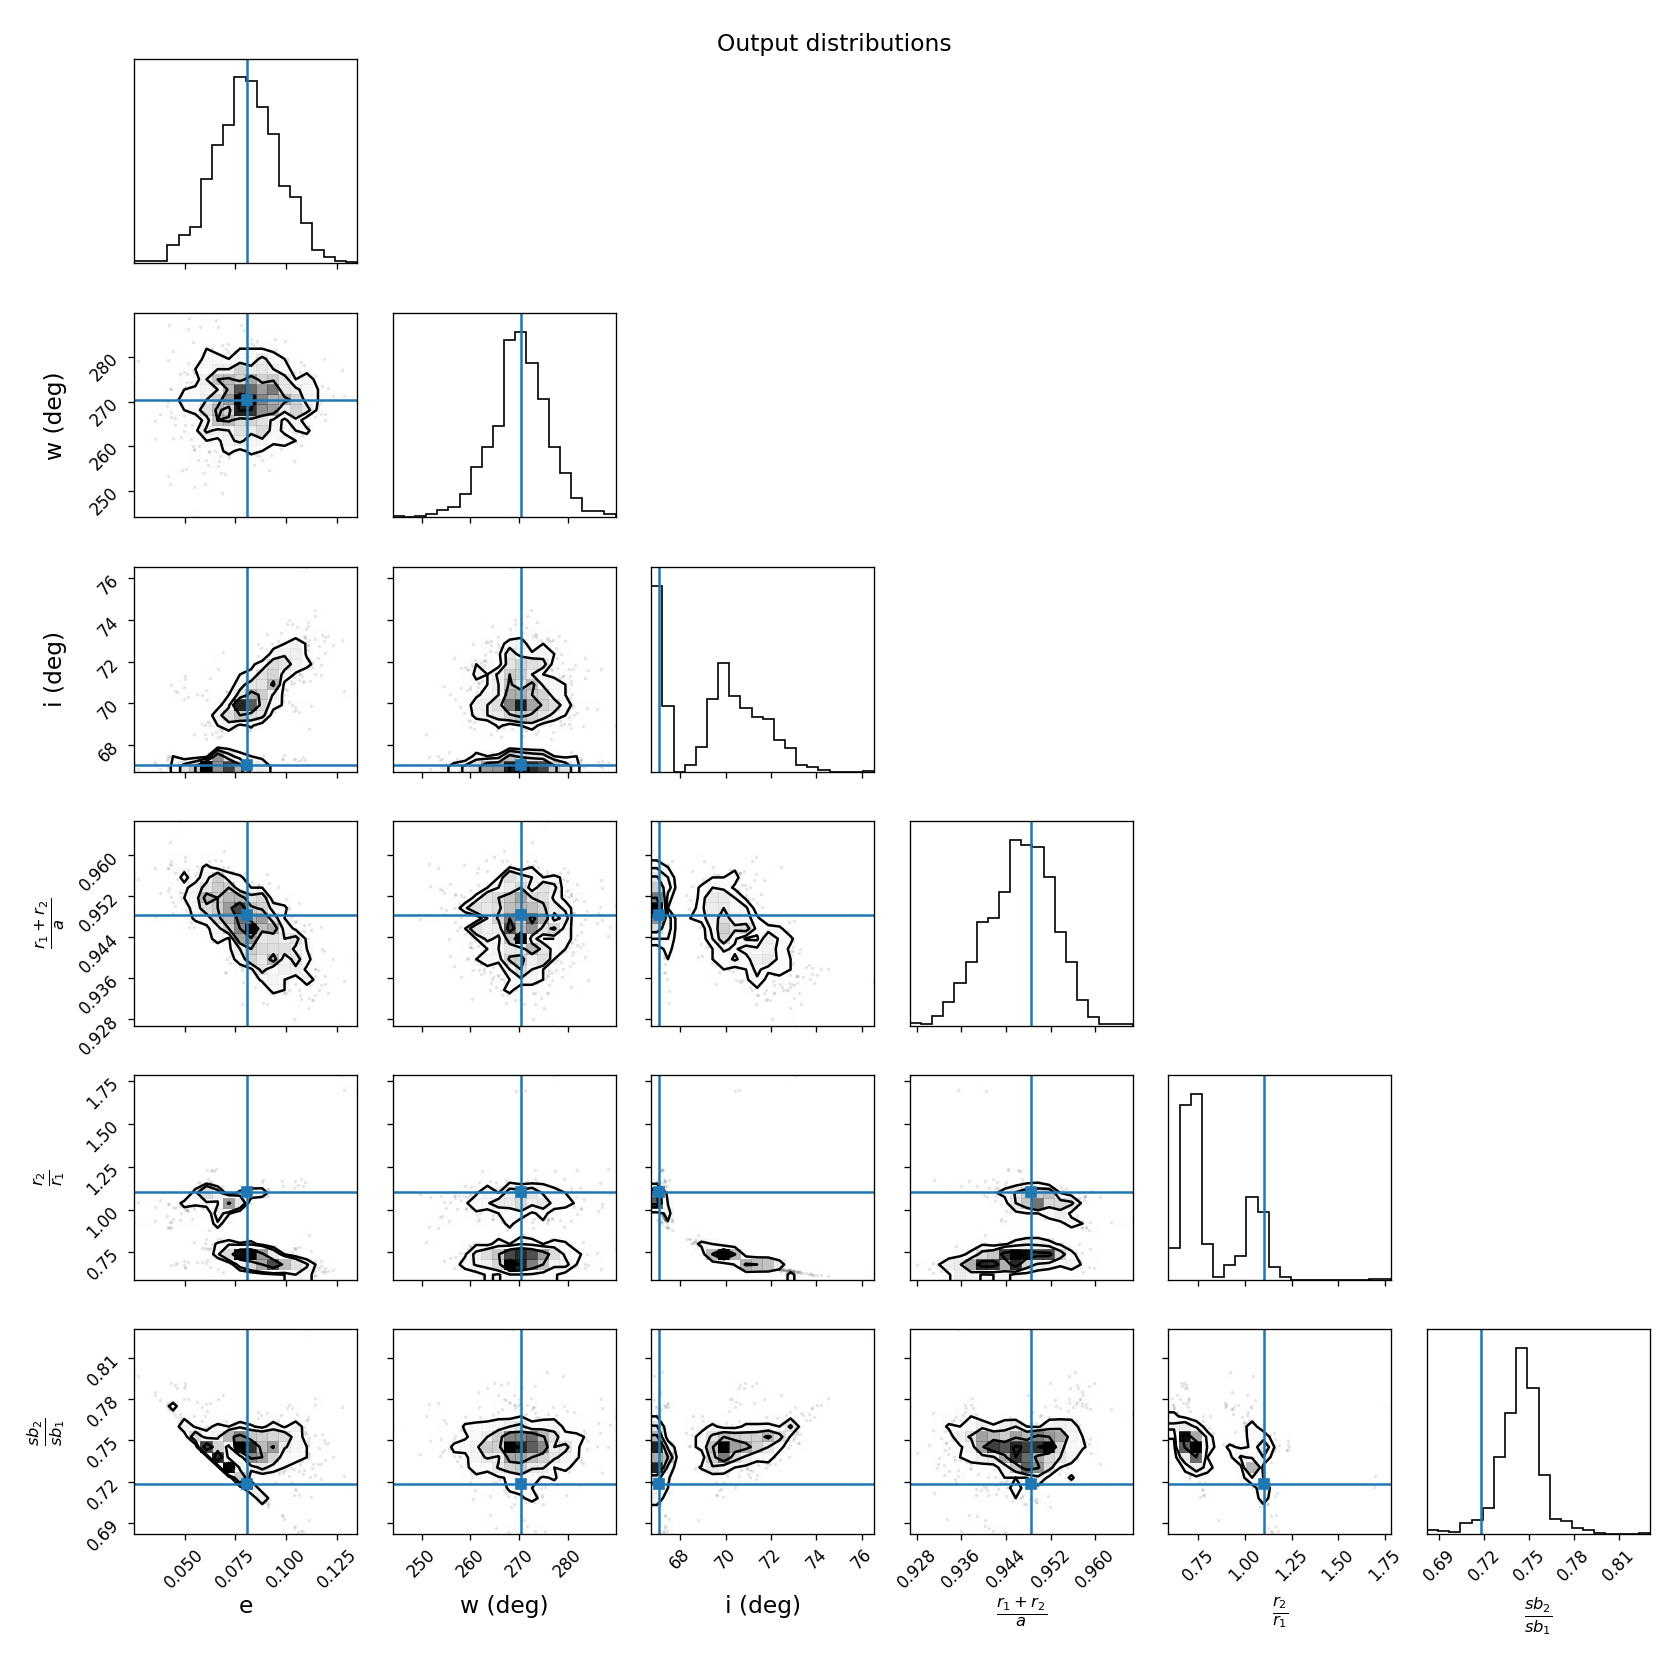 Output distributions
w (deg)
280
270
260
250
i (deg)
76
74
72
70
68
r₁ + r₂
a
0.960
0.952
0.944
0.936
0.928
r₂
r₁
1.75
1.50
1.25
1.00
0.75
sb₂
sb₁
0.81
0.78
0.75
0.72
0.69
0.050 0.075 0.100 0.125 250 260 270 280 68 70 72 74 76 0.928 0.936 0.944 0.952 0.960 0.75 1.00 1.25 1.50 1.75 0.69 0.72 0.75 0.78 0.81
e w (deg) i (deg)
r₁ + r₂ r₂ sb₂
a r₁ sb₁